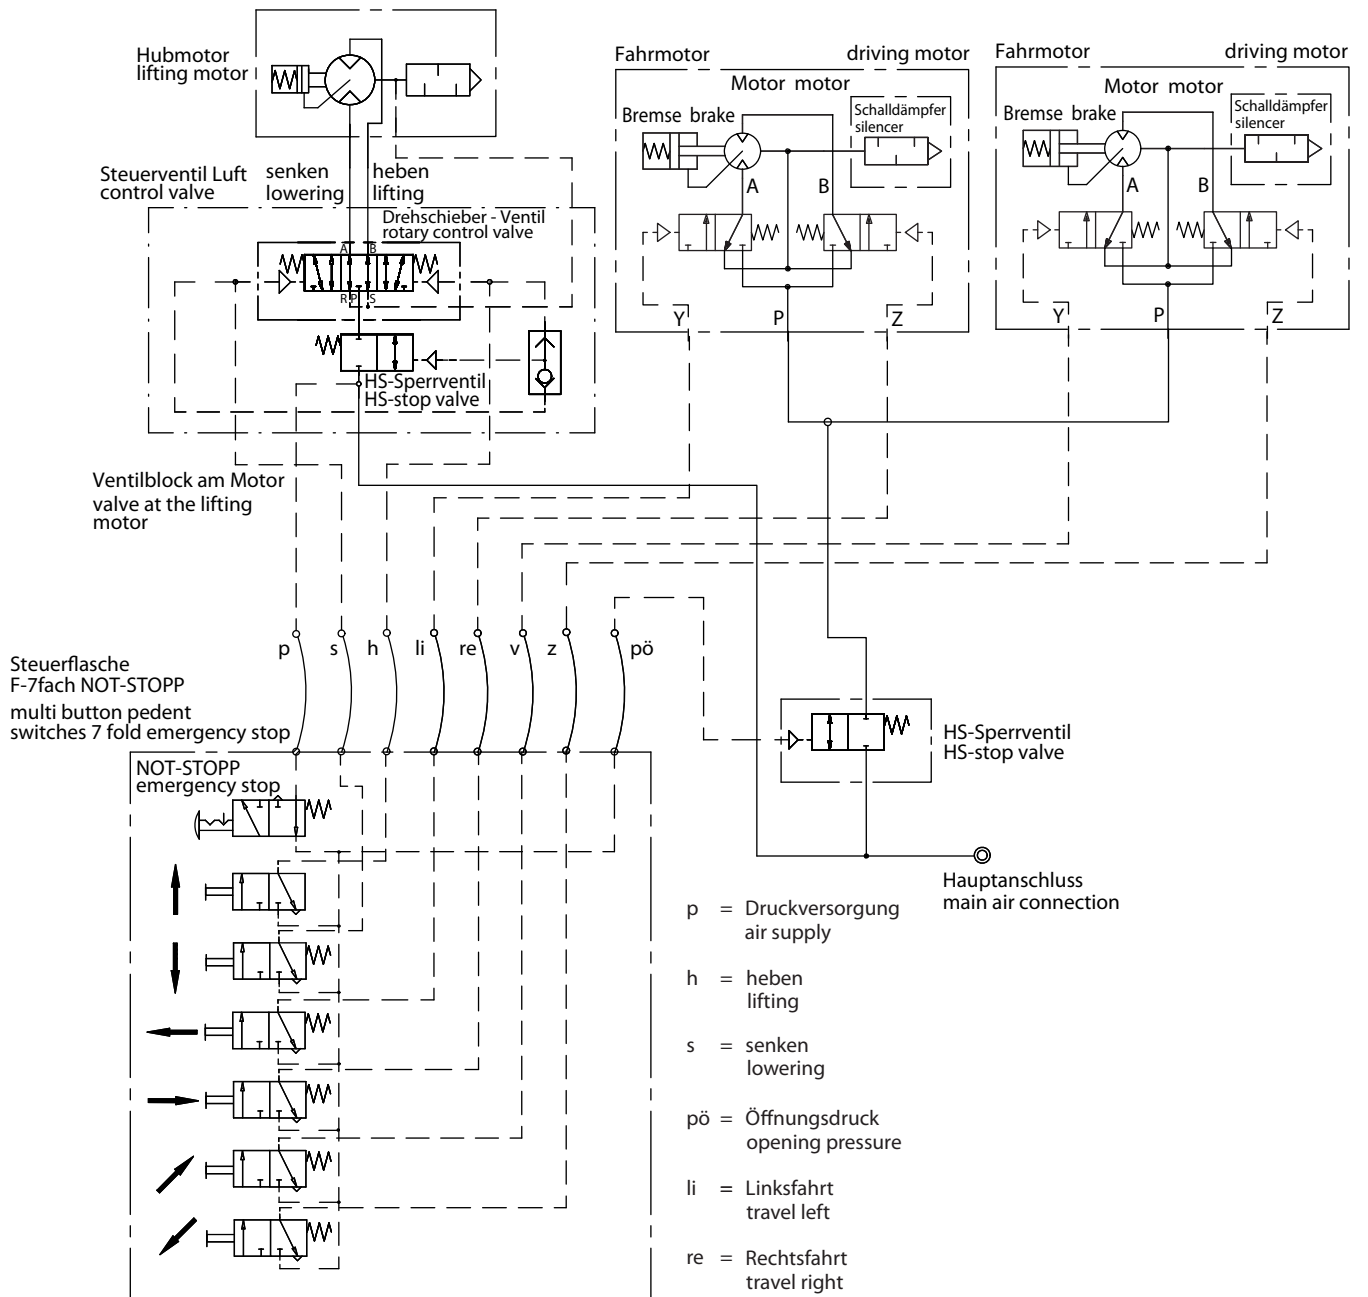 Hubmotor
lifting motor
Fahrmotor
driving motor
Fahrmotor
driving motor
Motor motor
Motor motor
Bremse brake
Schalldämpfer
silencer
Bremse brake
Schalldämpfer
silencer
A
B
A
B
Steuerventil Luft
control valve
senken
lowering
heben
lifting
Drehschieber - Ventil
rotary control valve
A
B
R
P
S
Y
P
Z
Y
P
Z
HS-Sperrventil
HS-stop valve
Ventilblock am Motor
valve at the lifting
motor
p
s
h
li
re
v
z
pö
Steuerflasche
F-7fach NOT-STOPP
multi button pedent
switches 7 fold emergency stop
NOT-STOPP
emergency stop
HS-Sperrventil
HS-stop valve
Hauptanschluss
main air connection
p = Druckversorgung
air supply
h = heben
lifting
s = senken
lowering
pö = Öffnungsdruck
opening pressure
li = Linksfahrt
travel left
re = Rechtsfahrt
travel right